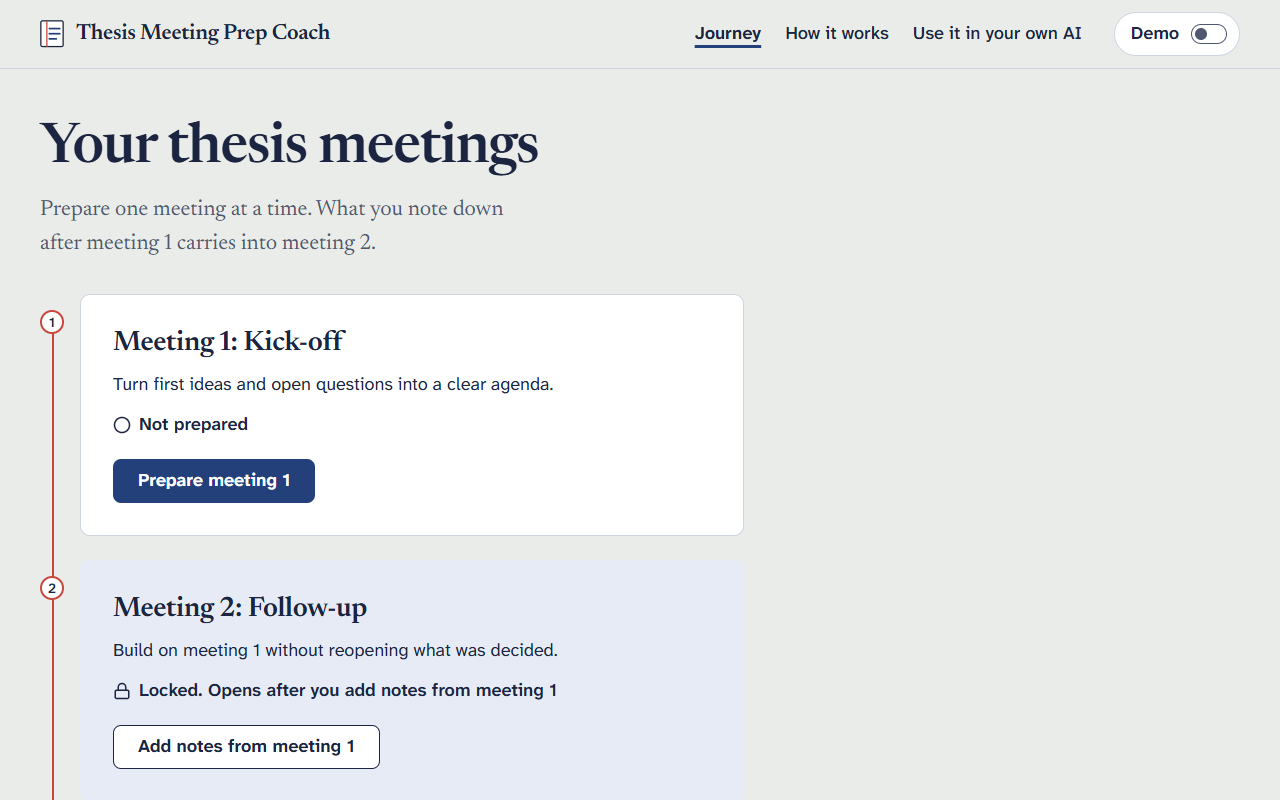 Thesis Meeting Prep Coach
Journey
How it works
Use it in your own AI
Demo
Your thesis meetings
Prepare one meeting at a time. What you note down
after meeting 1 carries into meeting 2.
1
Meeting 1: Kick-off
Turn first ideas and open questions into a clear agenda.
Not prepared
Prepare meeting 1
2
Meeting 2: Follow-up
Build on meeting 1 without reopening what was decided.
Locked. Opens after you add notes from meeting 1
Add notes from meeting 1